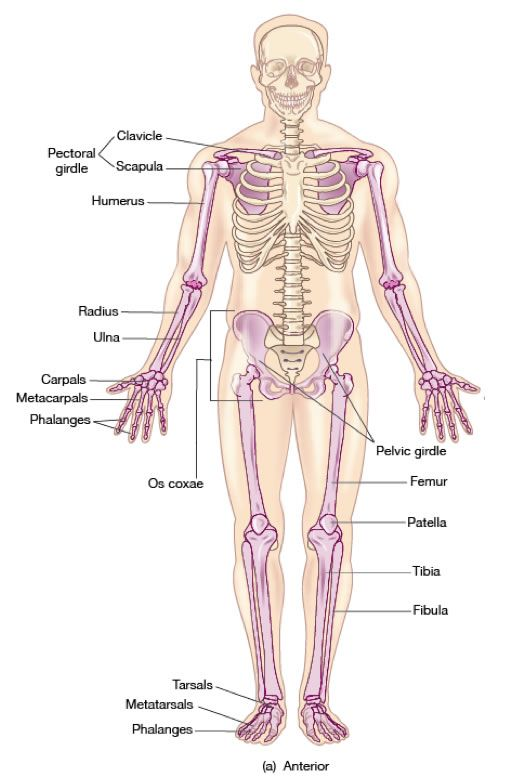 Clavicle
Pectoral
girdle
Scapula
Humerus
Radius
Ulna
Carpals
Metacarpals
Phalanges
Pelvic girdle
Os coxae
Femur
Patella
Tibia
Fibula
Tarsals
Metatarsals
Phalanges
(a) Anterior